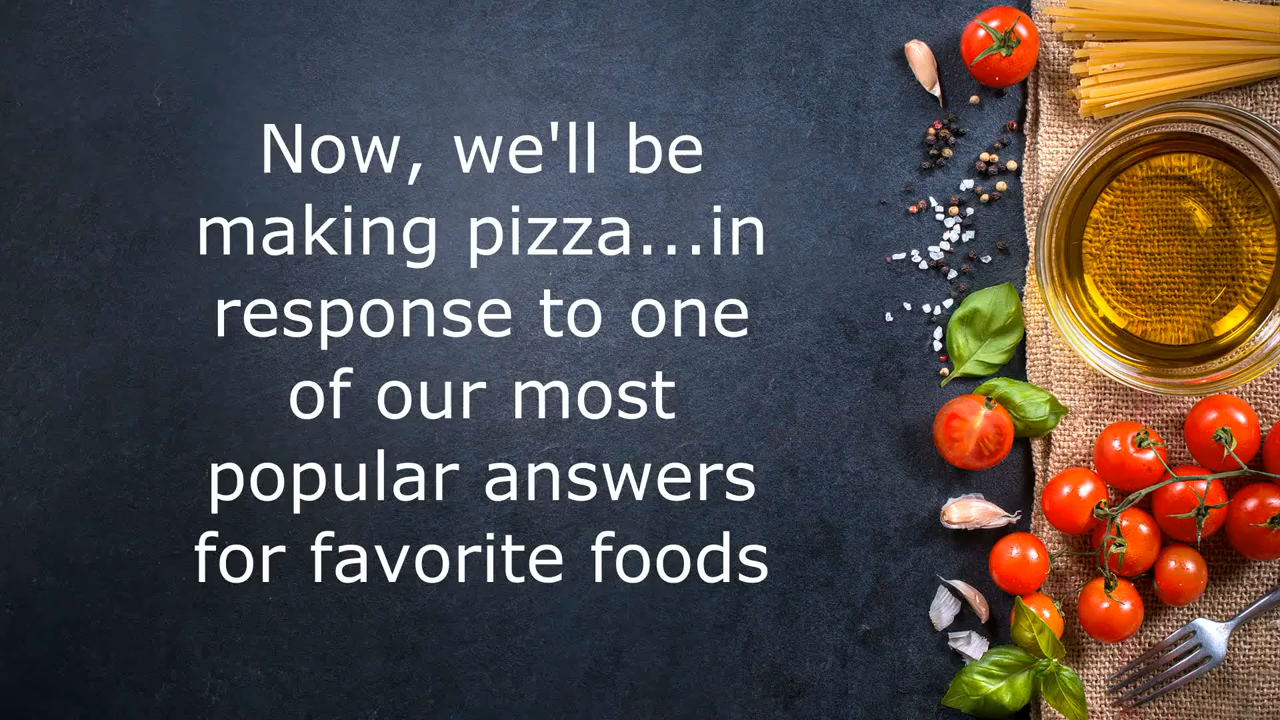 Now, we'll be
making pizza...in
response to one
of our most
popular answers
for favorite foods